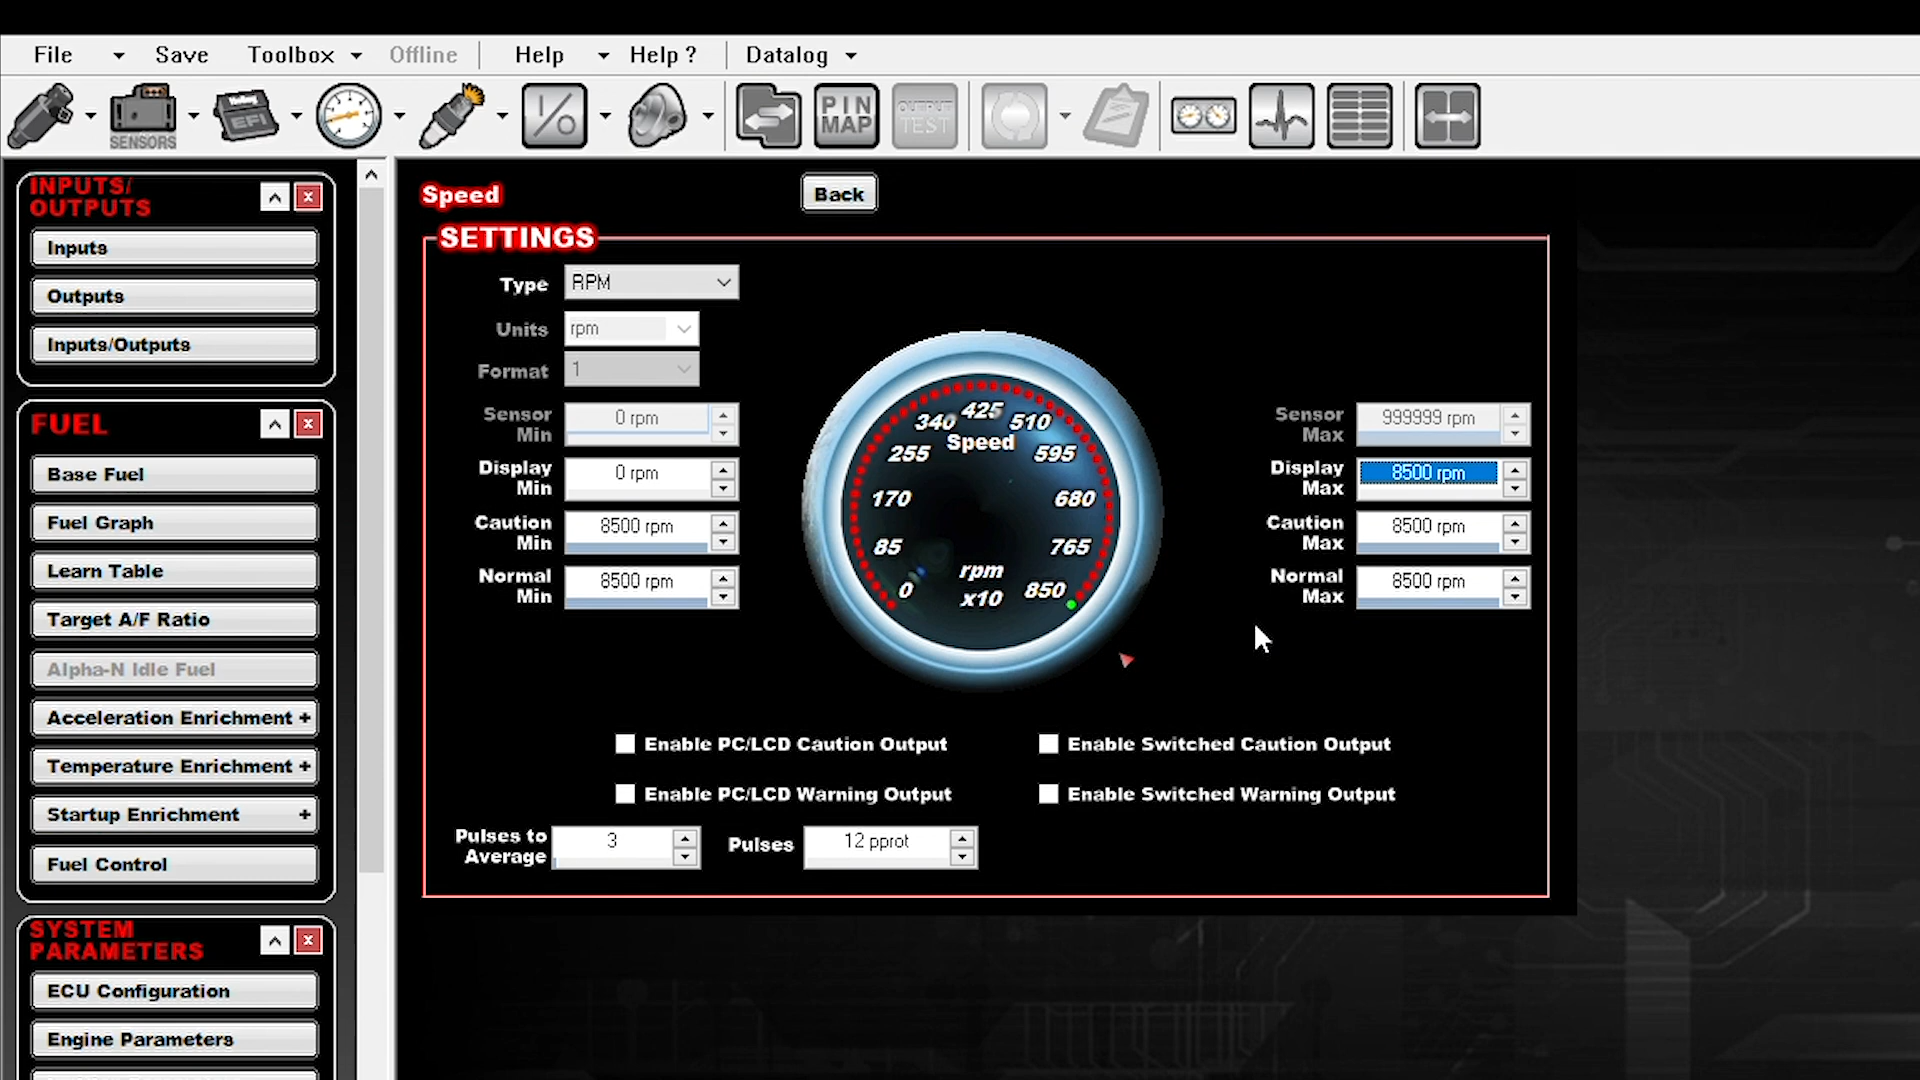 File Save Toolbox Offline Help Help ? Datalog
SENSORS
EFI
PIN
MAP
OUTPUT
TEST
INPUTS/
OUTPUTS
Inputs
Outputs
Inputs/Outputs
FUEL
Base Fuel
Fuel Graph
Learn Table
Target A/F Ratio
Alpha-N Idle Fuel
Acceleration Enrichment +
Temperature Enrichment +
Startup Enrichment +
Fuel Control
SYSTEM
PARAMETERS
ECU Configuration
Engine Parameters
Speed
Back
SETTINGS
Type RPM
Units rpm
Format 1
Sensor
Min
0 rpm
Display
Min
0 rpm
Caution
Min
8500 rpm
Normal
Min
8500 rpm
0
85
170
255
340
425
510
595
680
765
850
Speed
rpm
x10
Sensor
Max
999999 rpm
Display
Max
8500 rpm
Caution
Max
8500 rpm
Normal
Max
8500 rpm
Enable PC/LCD Caution Output
Enable Switched Caution Output
Enable PC/LCD Warning Output
Enable Switched Warning Output
Pulses to
Average
3
Pulses 12 pprot